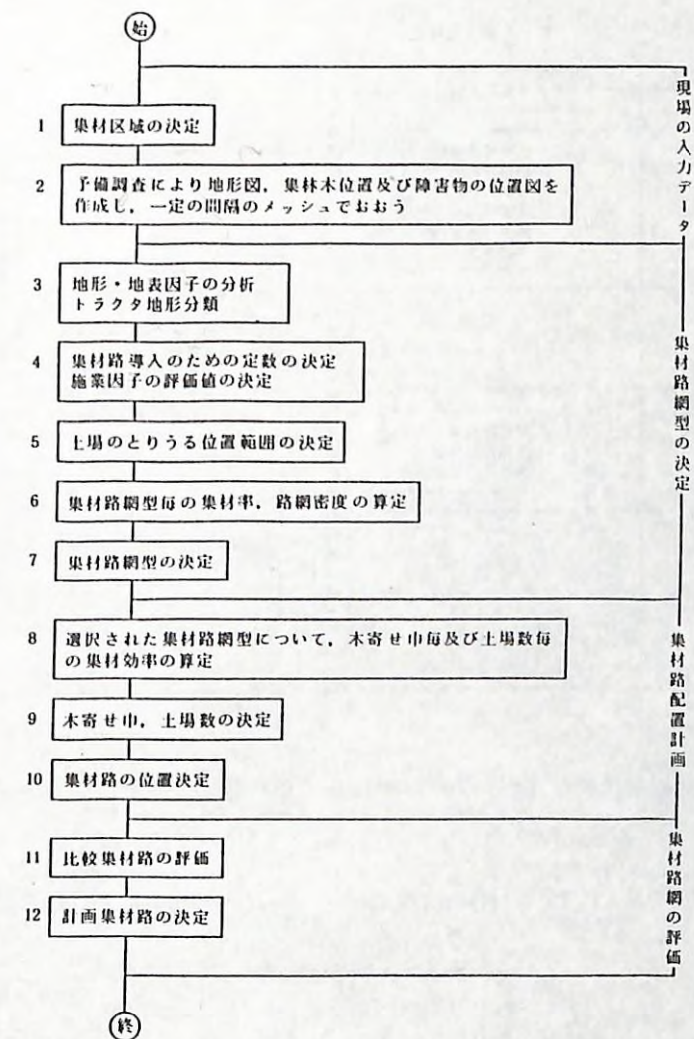 始
現場の入力データ
1 集材区域の決定
2 予備調査により地形図,集林木位置及び障害物の位置図を
作成し,一定の間隔のメッシュでおおう
3 地形・地表因子の分析
トラクタ地形分類
集材路網型の決定
4 集材路導入のための定数の決定
施業因子の評価値の決定
5 土場のとりうる位置範囲の決定
6 集材路網型毎の集材率,路網密度の算定
7 集材路網型の決定
8 選択された集材路網型について,木寄せ巾毎及び土場数毎
の集材効率の算定
集材路配置計画
9 木寄せ巾,土場数の決定
10 集材路の位置決定
集材路網の評価
11 比較集材路の評価
12 計画集材路の決定
終